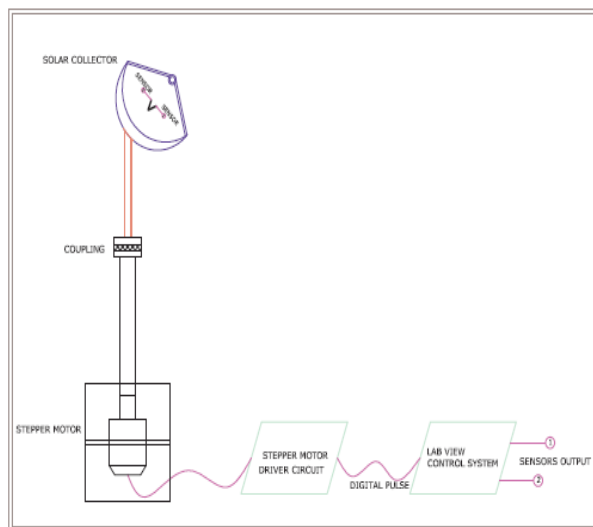 SOLAR COLLECTOR
SENSOR
SENSOR
COUPLING
STEPPER MOTOR
STEPPER MOTOR
DRIVER CIRCUIT
DIGITAL PULSE
LAB VIEW
CONTROL SYSTEM
1
SENSORS OUTPUT
2